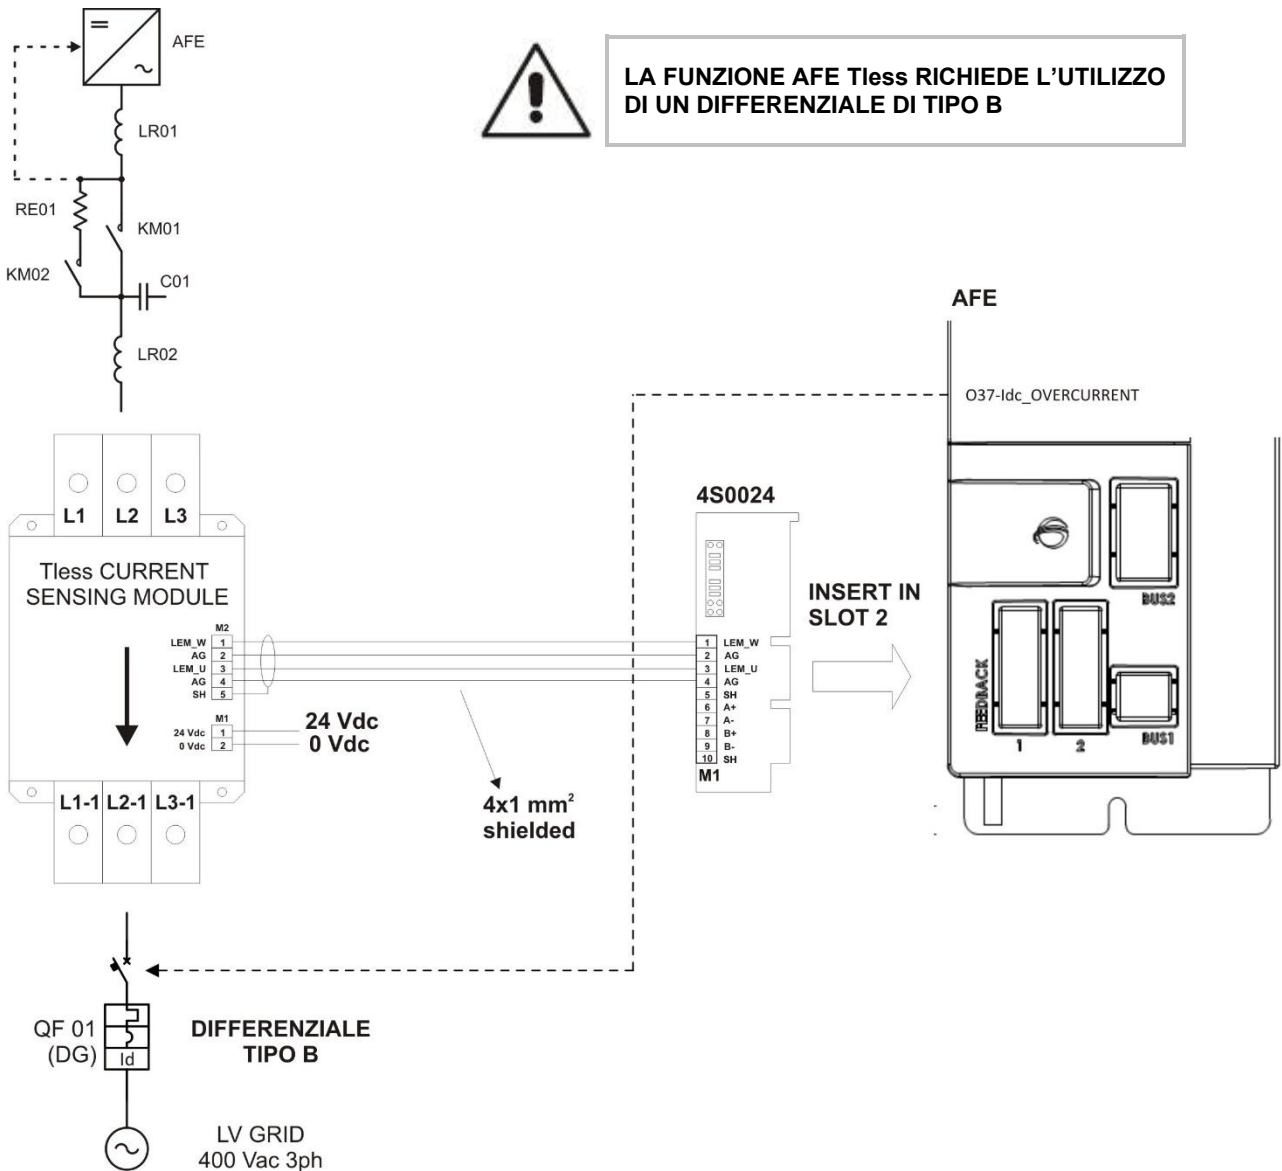 AFE
LA FUNZIONE AFE Tless RICHIEDE L'UTILIZZO
DI UN DIFFERENZIALE DI TIPO B
LR01
RE01
KM01
KM02
C01
LR02
AFE
O37-Idc_OVERCURRENT
L1 L2 L3
Tless CURRENT
SENSING MODULE
M2
LEM_W 1
AG 2
LEM_U 3
AG 4
SH 5
M1
24 Vdc 1
0 Vdc 2
24 Vdc
0 Vdc
L1-1 L2-1 L3-1
4x1 mm²
shielded
4S0024
1 LEM_W
2 AG
3 LEM_U
4 AG
5 SH
6 A+
7 A-
8 B+
9 B-
10 SH
M1
INSERT IN
SLOT 2
BUS2
FEEDBACK
1
2
BUS1
QF 01
(DG)
Id
DIFFERENZIALE
TIPO B
LV GRID
400 Vac 3ph